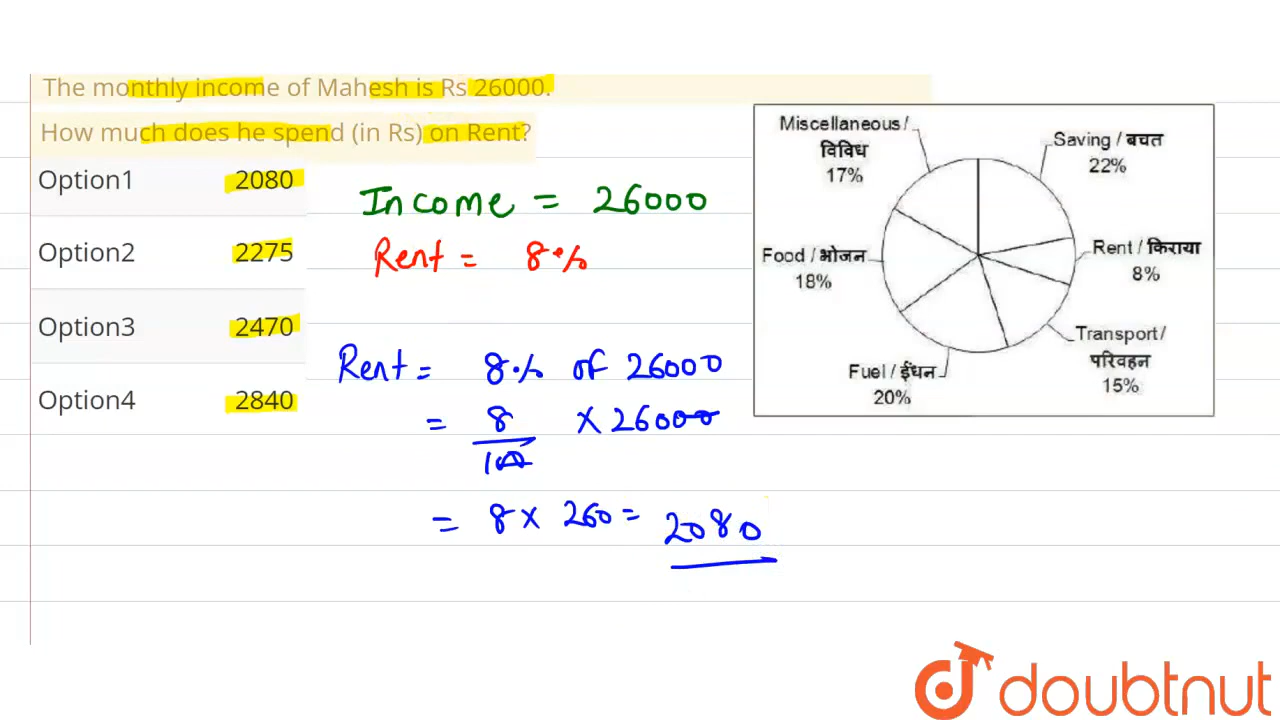 The monthly income of Mahesh is Rs 26000.
How much does he spend (in Rs) on Rent?
Option1 2080
Option2 2275
Option3 2470
Option4 2840
Income = 26000
Rent = 8%
Rent = 8% of 26000
= 8/100 × 26000
= 8 × 260 = 2080
Miscellaneous /
विविध
17%
Saving / बचत
22%
Food / भोजन
18%
Rent / किराया
8%
Transport /
परिवहन
15%
Fuel / ईंधन
20%
doubtnut